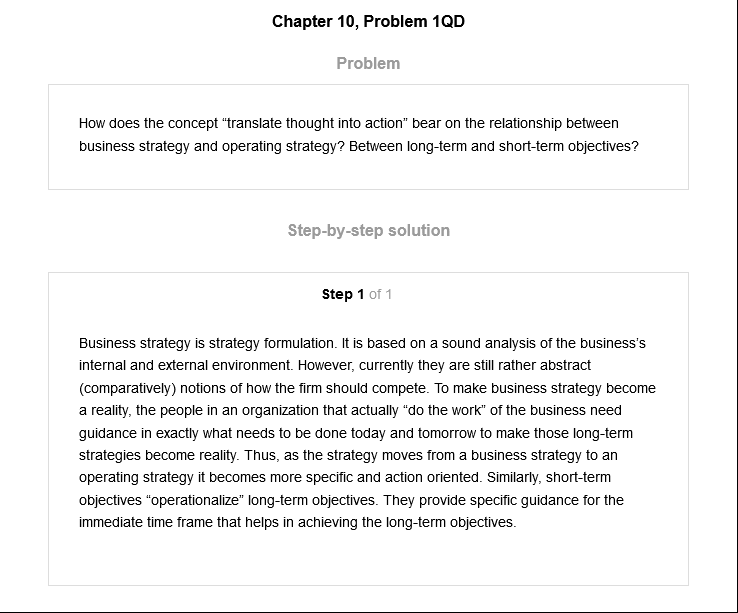 Chapter 10, Problem 1QD
Problem
How does the concept “translate thought into action” bear on the relationship between
business strategy and operating strategy? Between long-term and short-term objectives?
Step-by-step solution
Step 1 of 1
Business strategy is strategy formulation. It is based on a sound analysis of the business’s
internal and external environment. However, currently they are still rather abstract
(comparatively) notions of how the firm should compete. To make business strategy become
a reality, the people in an organization that actually “do the work” of the business need
guidance in exactly what needs to be done today and tomorrow to make those long-term
strategies become reality. Thus, as the strategy moves from a business strategy to an
operating strategy it becomes more specific and action oriented. Similarly, short-term
objectives “operationalize” long-term objectives. They provide specific guidance for the
immediate time frame that helps in achieving the long-term objectives.